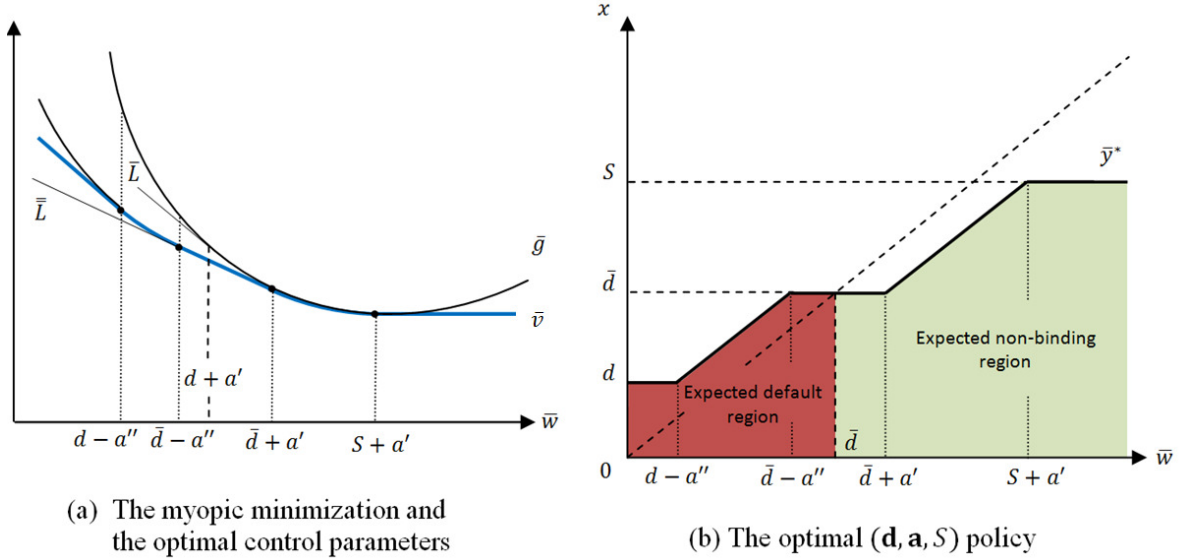 L̄
L̿
ḡ
v̄
d + a′
w̄
d − a″
d̄ − a″
d̄ + a′
S + a′
(a) The myopic minimization and
the optimal control parameters
x
ȳ*
S
d̄
Expected non-binding
region
d
Expected default
region
d̄
0
d − a″
d̄ − a″
d̄ + a′
S + a′
w̄
(b) The optimal (d, a, S) policy